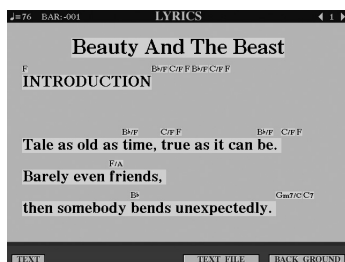 ♩=76 BAR:-001 LYRICS 1
Beauty And The Beast
F B♭/F C/F F B♭/F C/F F
INTRODUCTION
B♭/F C/F F B♭/F C/F F
Tale as old as time, true as it can be.
F/A
Barely even friends,
B♭ Gm7/C C7
then somebody bends unexpectedly.
TEXT TEXT FILE BACK GROUND